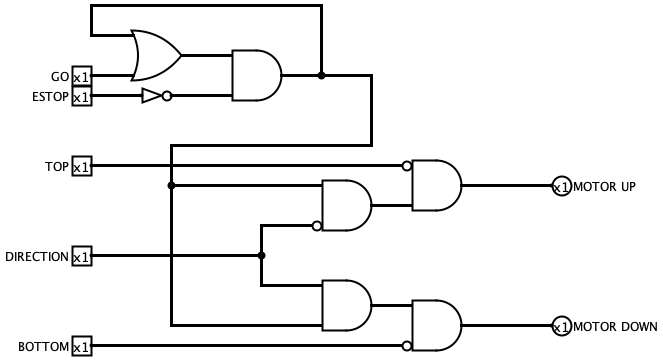 GO x1
ESTOP x1
TOP x1
x1 MOTOR UP
DIRECTION x1
x1 MOTOR DOWN
BOTTOM x1